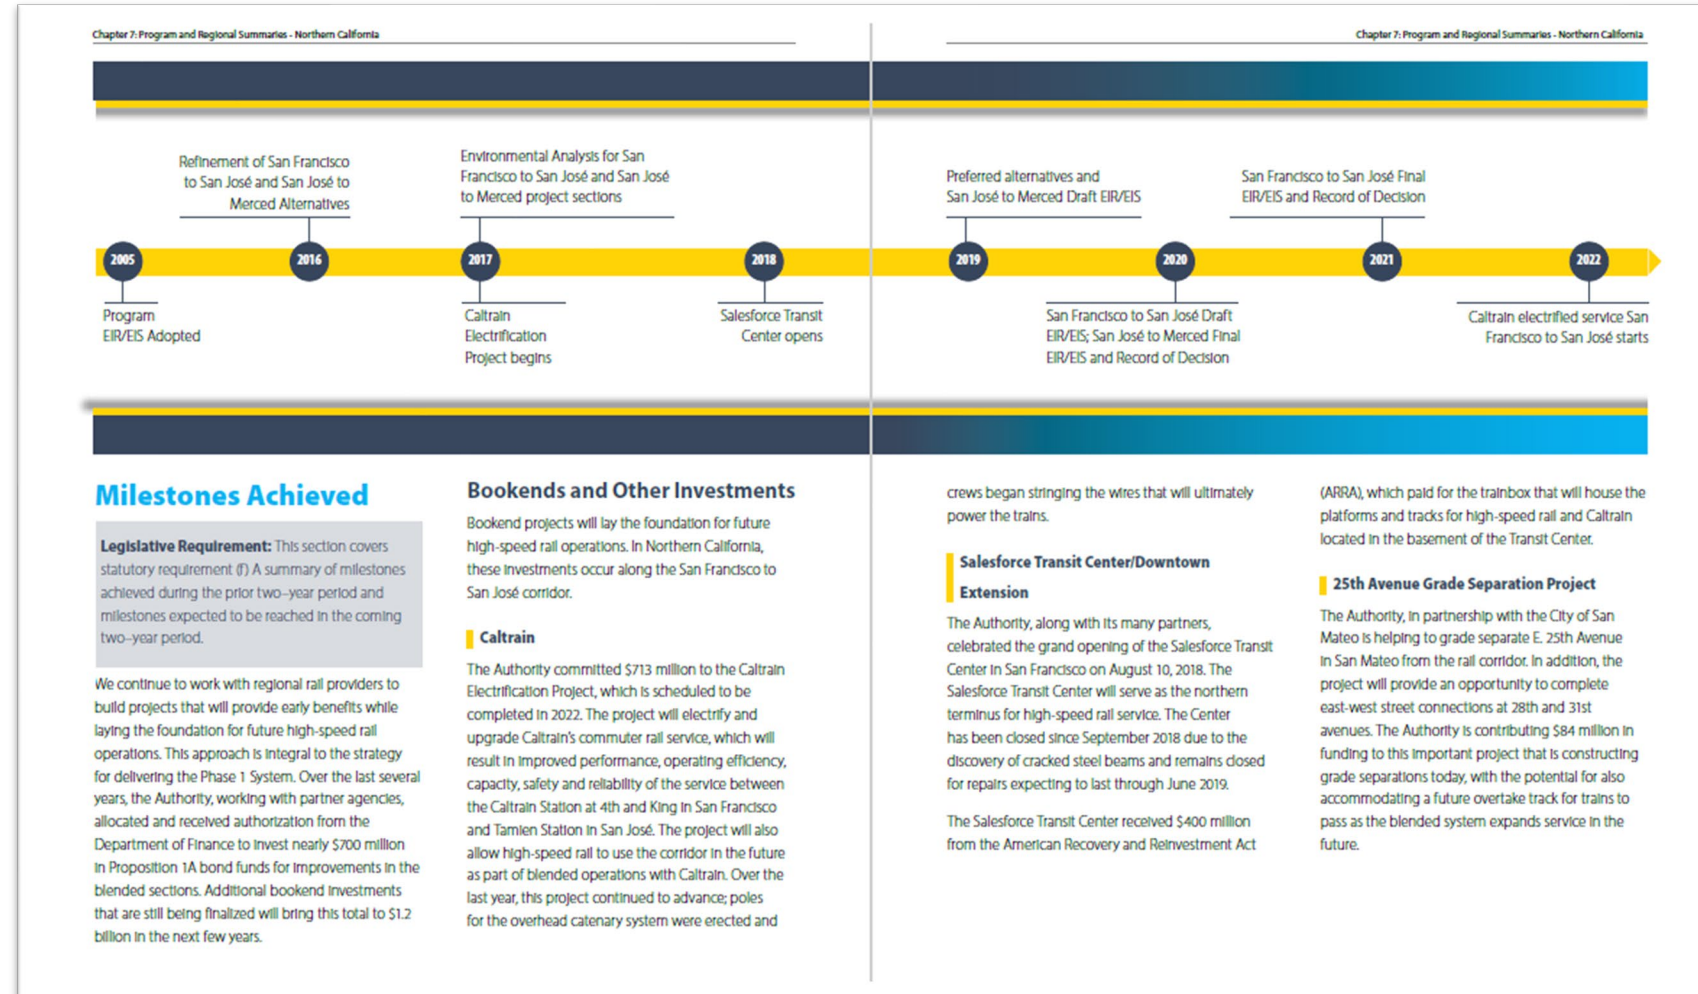 Chapter 7: Program and Regional Summaries - Northern California
Chapter 7: Program and Regional Summaries - Northern California
Refinement of San Francisco
to San José and San José to
Merced Alternatives
Environmental Analysis for San
Francisco to San José and San José
to Merced project sections
Preferred alternatives and
San José to Merced Draft EIR/EIS
San Francisco to San José Final
EIR/EIS and Record of Decision
2005
2016
2017
2018
2019
2020
2021
2022
Program
EIR/EIS Adopted
Caltrain
Electrification
Project begins
Salesforce Transit
Center opens
San Francisco to San José Draft
EIR/EIS; San José to Merced Final
EIR/EIS and Record of Decision
Caltrain electrified service San
Francisco to San José starts
Milestones Achieved
Legislative Requirement: This section covers
statutory requirement (f) A summary of milestones
achieved during the prior two–year period and
milestones expected to be reached in the coming
two–year period.
We continue to work with regional rail providers to
build projects that will provide early benefits while
laying the foundation for future high-speed rail
operations. This approach is integral to the strategy
for delivering the Phase 1 System. Over the last several
years, the Authority, working with partner agencies,
allocated and received authorization from the
Department of Finance to invest nearly $700 million
in Proposition 1A bond funds for improvements in the
blended sections. Additional bookend investments
that are still being finalized will bring this total to $1.2
billion in the next few years.
Bookends and Other Investments
Bookend projects will lay the foundation for future
high-speed rail operations. In Northern California,
these investments occur along the San Francisco to
San José corridor.
Caltrain
The Authority committed $713 million to the Caltrain
Electrification Project, which is scheduled to be
completed in 2022. The project will electrify and
upgrade Caltrain's commuter rail service, which will
result in improved performance, operating efficiency,
capacity, safety and reliability of the service between
the Caltrain Station at 4th and King in San Francisco
and Tamien Station in San José. The project will also
allow high-speed rail to use the corridor in the future
as part of blended operations with Caltrain. Over the
last year, this project continued to advance; poles
for the overhead catenary system were erected and
crews began stringing the wires that will ultimately
power the trains.
Salesforce Transit Center/Downtown
Extension
The Authority, along with its many partners,
celebrated the grand opening of the Salesforce Transit
Center in San Francisco on August 10, 2018. The
Salesforce Transit Center will serve as the northern
terminus for high-speed rail service. The Center
has been closed since September 2018 due to the
discovery of cracked steel beams and remains closed
for repairs expecting to last through June 2019.
The Salesforce Transit Center received $400 million
from the American Recovery and Reinvestment Act
(ARRA), which paid for the trainbox that will house the
platforms and tracks for high-speed rail and Caltrain
located in the basement of the Transit Center.
25th Avenue Grade Separation Project
The Authority, in partnership with the City of San
Mateo is helping to grade separate E. 25th Avenue
in San Mateo from the rail corridor. In addition, the
project will provide an opportunity to complete
east-west street connections at 28th and 31st
avenues. The Authority is contributing $84 million in
funding to this important project that is constructing
grade separations today, with the potential for also
accommodating a future overtake track for trains to
pass as the blended system expands service in the
future.